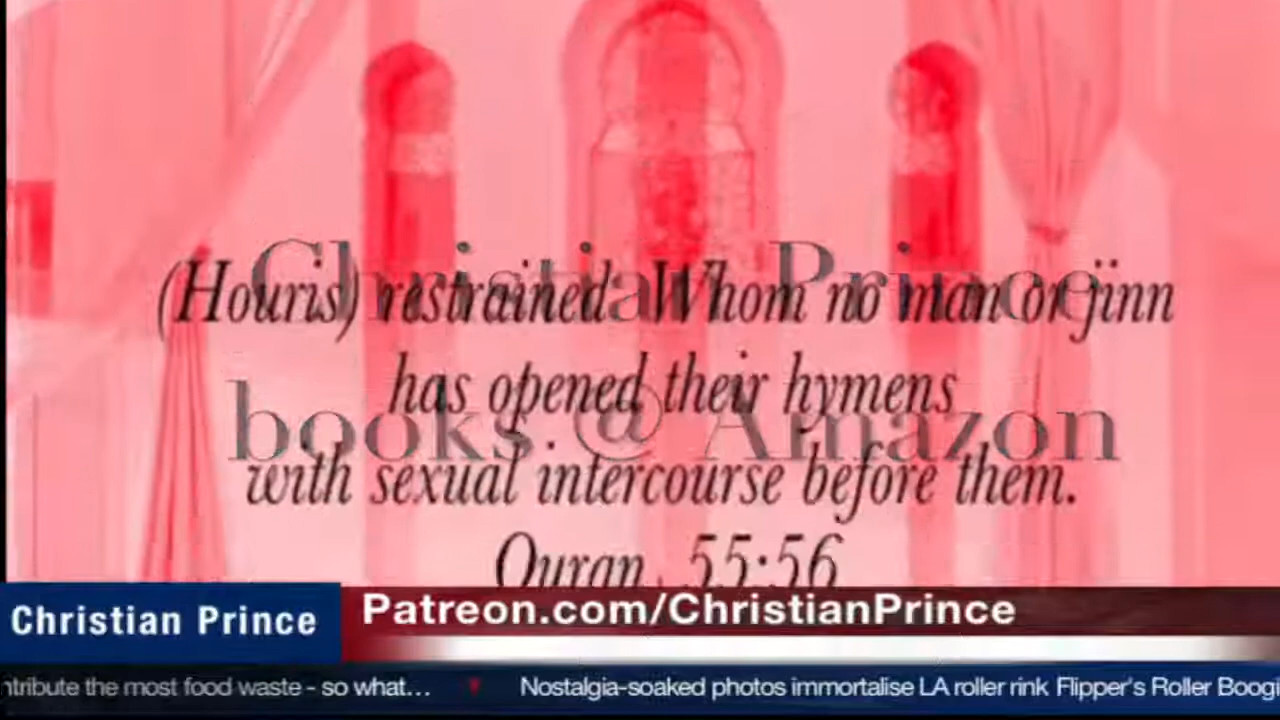 Christian Prince
(Houris) restrained Whom no man or jinn
has opened their hymens
books @ Amazon
with sexual intercourse before them.
Quran 55:56
Christian Prince
Patreon.com/ChristianPrince
ntribute the most food waste - so what… Nostalgia-soaked photos immortalise LA roller rink Flipper's Roller Boogi